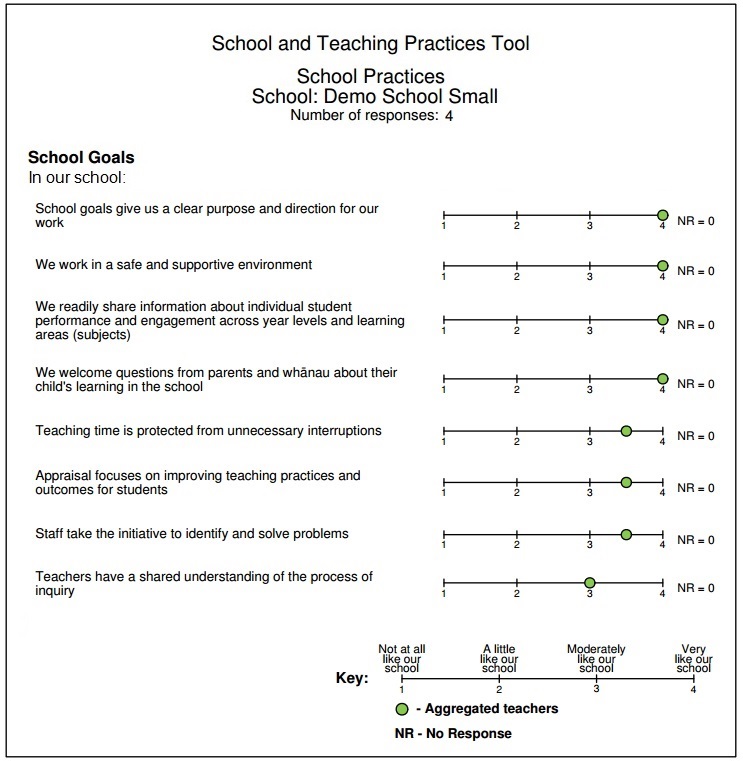 School and Teaching Practices Tool
School Practices
School: Demo School Small
Number of responses: 4
School Goals
In our school:
School goals give us a clear purpose and direction for our
work
1 2 3 4 NR = 0
We work in a safe and supportive environment
1 2 3 4 NR = 0
We readily share information about individual student
performance and engagement across year levels and learning
areas (subjects)
1 2 3 4 NR = 0
We welcome questions from parents and whānau about their
child's learning in the school
1 2 3 4 NR = 0
Teaching time is protected from unnecessary interruptions
1 2 3 4 NR = 0
Appraisal focuses on improving teaching practices and
outcomes for students
1 2 3 4 NR = 0
Staff take the initiative to identify and solve problems
1 2 3 4 NR = 0
Teachers have a shared understanding of the process of
inquiry
1 2 3 4 NR = 0
Key:
Not at all
like our
school
A little
like our
school
Moderately
like our
school
Very
like our
school
1 2 3 4
- Aggregated teachers
NR - No Response